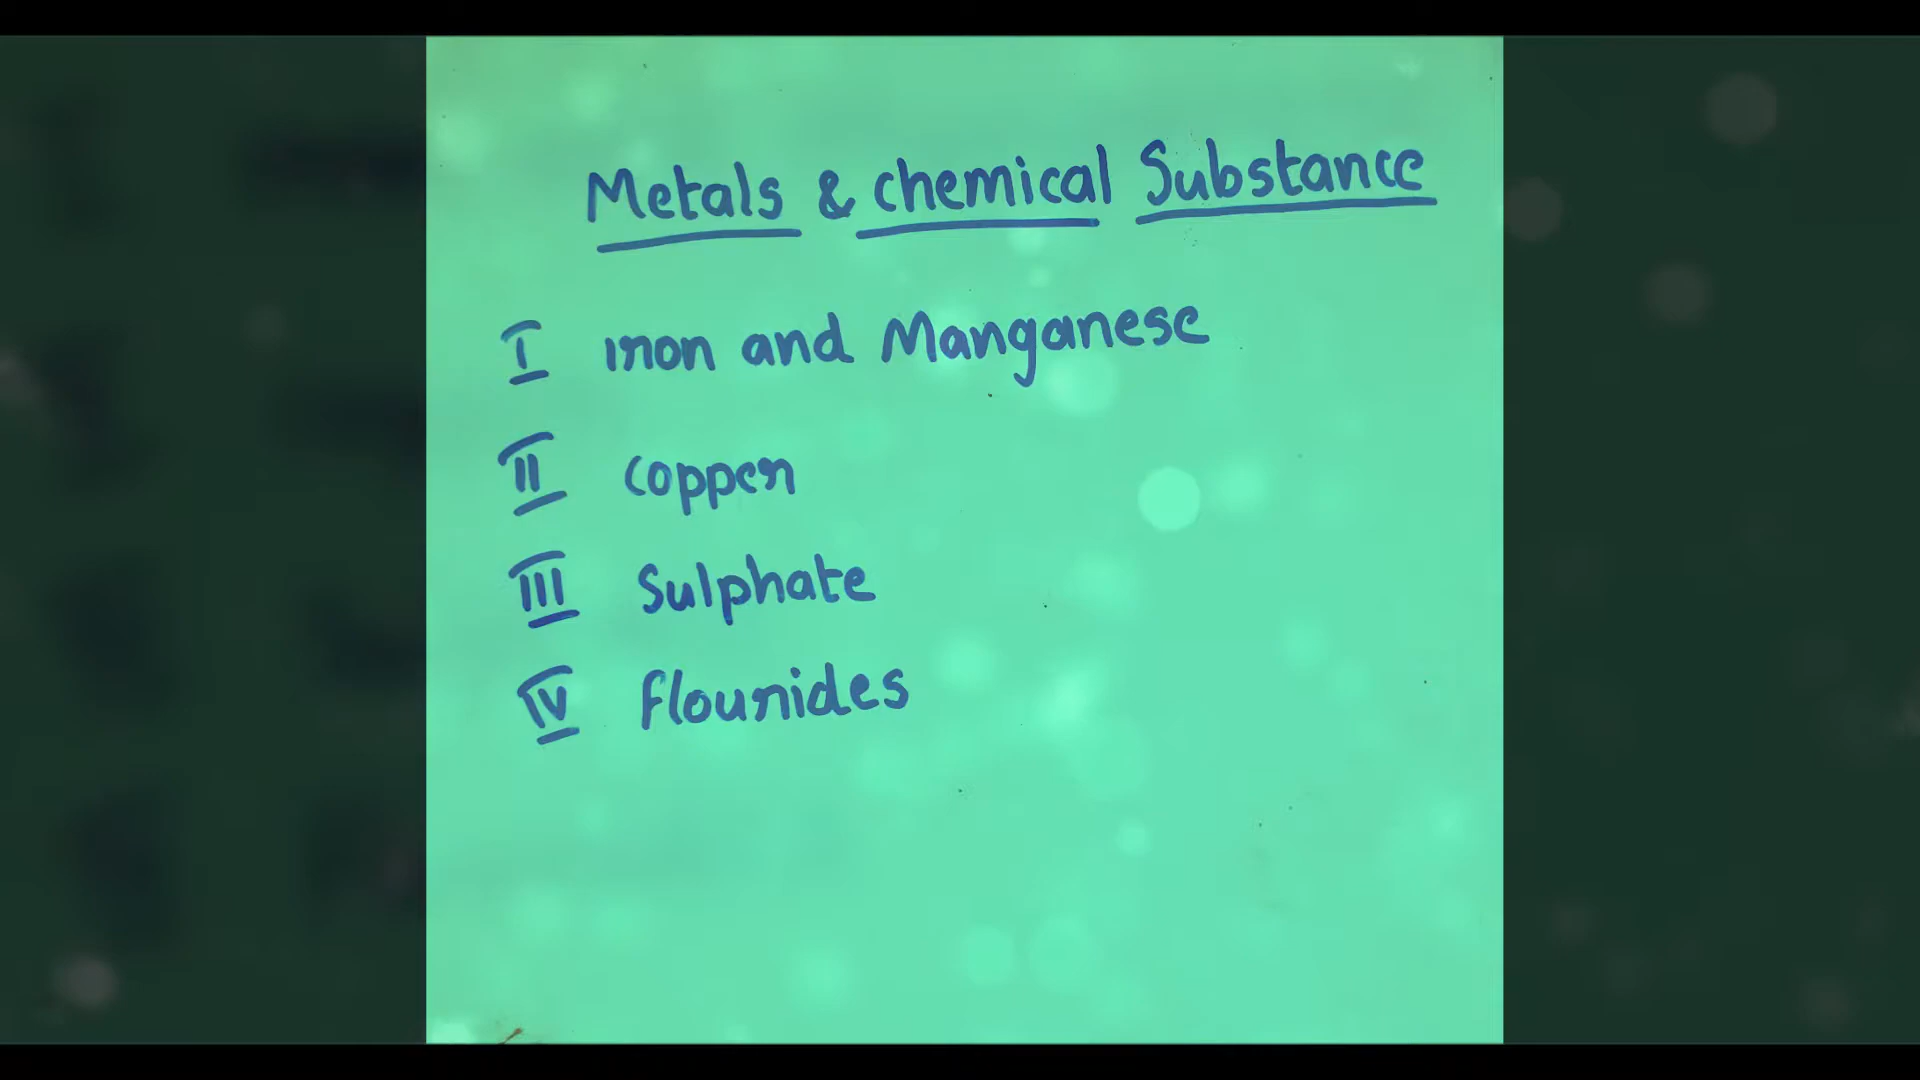 Metals & chemical Substance
I Iron and Manganese
II Copper
III Sulphate
IV flourides